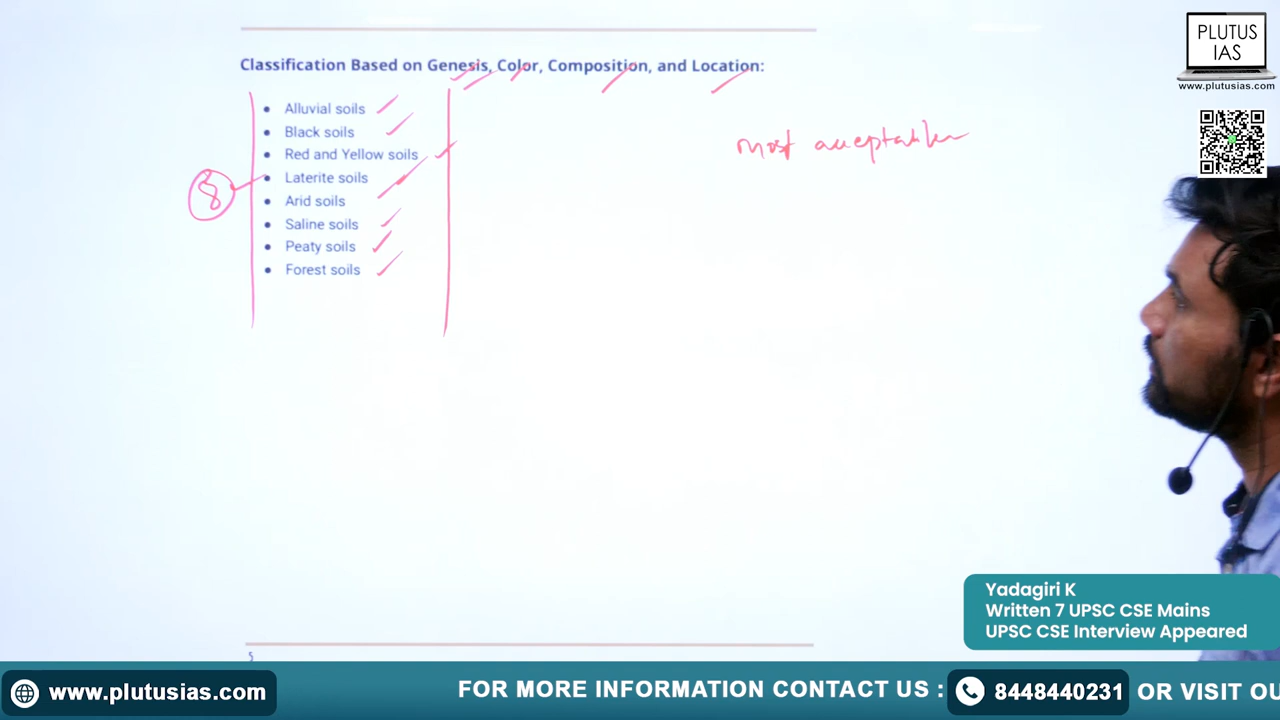 PLUTUS
IAS
www.plutusias.com
Classification Based on Genesis, Color, Composition, and Location:
• Alluvial soils
• Black soils
• Red and Yellow soils
• Laterite soils
• Arid soils
• Saline soils
• Peaty soils
• Forest soils
8
most
5
Yadagiri K
Written 7 UPSC CSE Mains
UPSC CSE Interview Appeared
www.plutusias.com
FOR MORE INFORMATION CONTACT US :
8448440231
OR VISIT OU